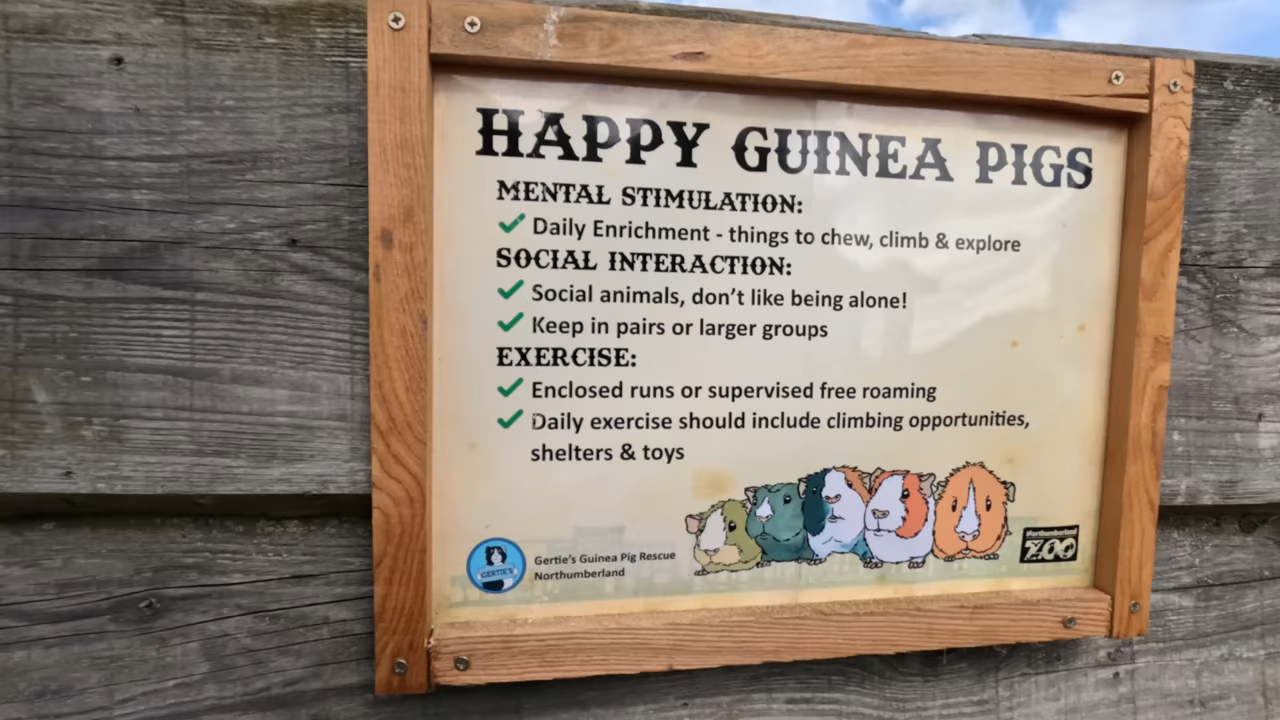 HAPPY GUINEA PIGS
MENTAL STIMULATION:
Daily Enrichment - things to chew, climb & explore
SOCIAL INTERACTION:
Social animals, don't like being alone!
Keep in pairs or larger groups
EXERCISE:
Enclosed runs or supervised free roaming
Daily exercise should include climbing opportunities,
shelters & toys
GERTIE'S
Gertie's Guinea Pig Rescue
Northumberland
Northumberland
ZOO